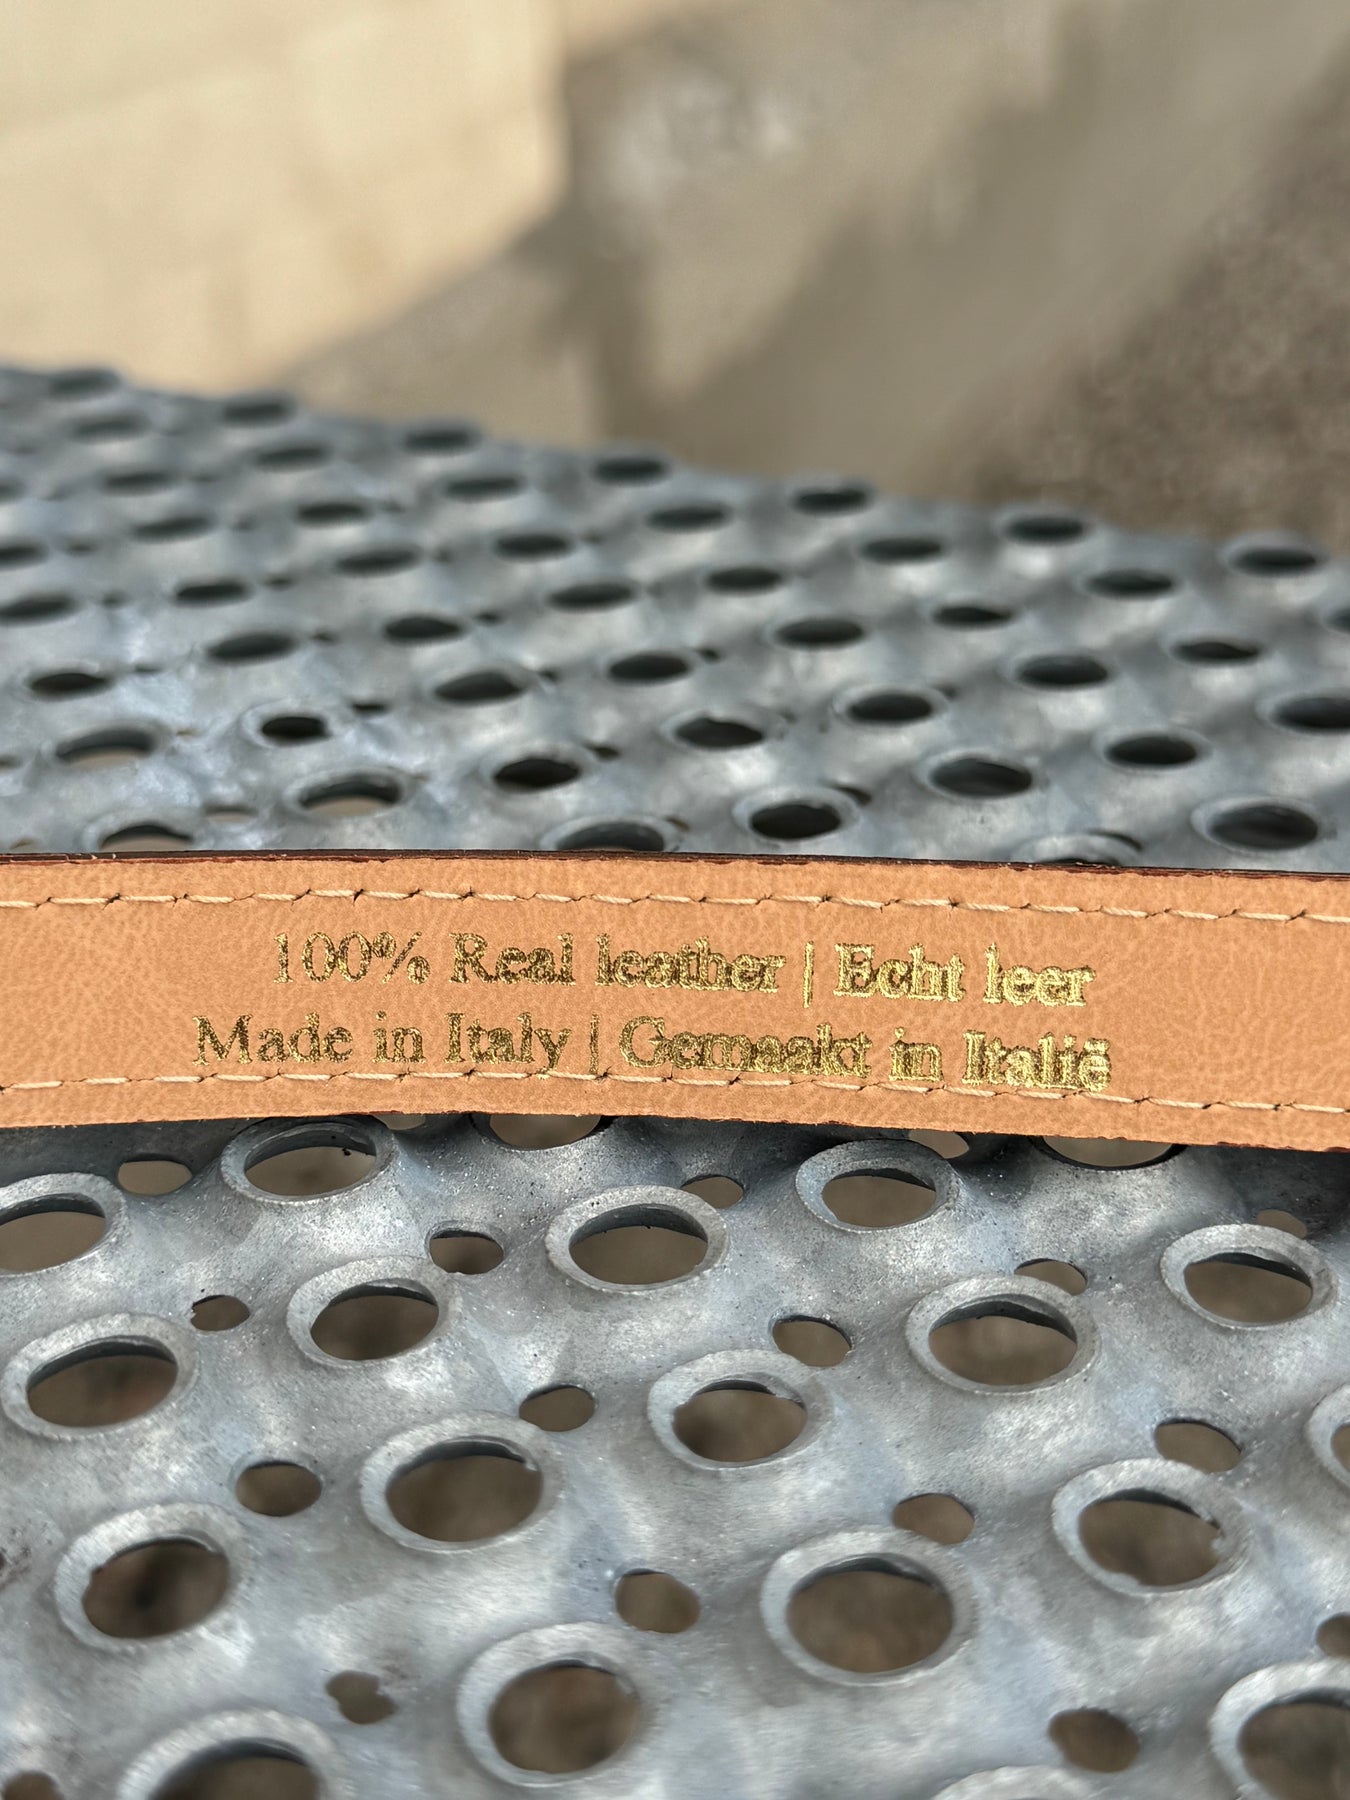 100% Real leather | Echt leer
Made in Italy | Gemaakt in Italië